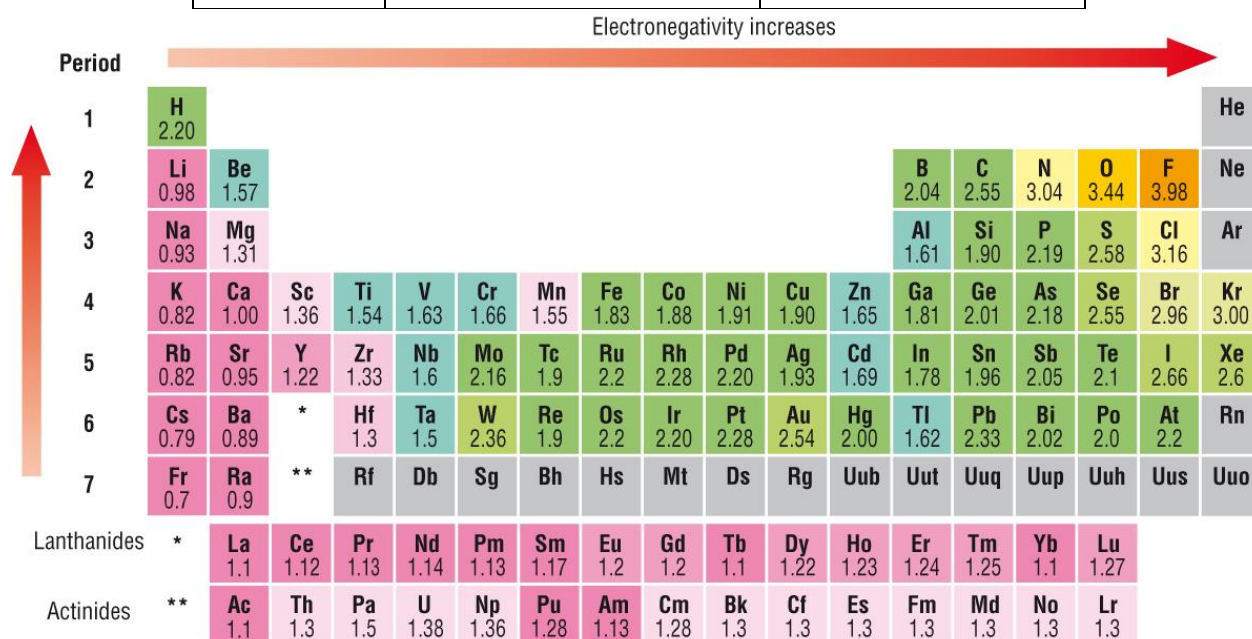 Electronegativity increases
Period
1 H He
2.20
2 Li Be B C N O F Ne
0.98 1.57 2.04 2.55 3.04 3.44 3.98
3 Na Mg Al Si P S Cl Ar
0.93 1.31 1.61 1.90 2.19 2.58 3.16
4 K Ca Sc Ti V Cr Mn Fe Co Ni Cu Zn Ga Ge As Se Br Kr
0.82 1.00 1.36 1.54 1.63 1.66 1.55 1.83 1.88 1.91 1.90 1.65 1.81 2.01 2.18 2.55 2.96 3.00
5 Rb Sr Y Zr Nb Mo Tc Ru Rh Pd Ag Cd In Sn Sb Te I Xe
0.82 0.95 1.22 1.33 1.6 2.16 1.9 2.2 2.28 2.20 1.93 1.69 1.78 1.96 2.05 2.1 2.66 2.6
6 Cs Ba * Hf Ta W Re Os Ir Pt Au Hg Tl Pb Bi Po At Rn
0.79 0.89 1.3 1.5 2.36 1.9 2.2 2.20 2.28 2.54 2.00 1.62 2.33 2.02 2.0 2.2
7 Fr Ra ** Rf Db Sg Bh Hs Mt Ds Rg Uub Uut Uuq Uup Uuh Uus Uuo
0.7 0.9
Lanthanides * La Ce Pr Nd Pm Sm Eu Gd Tb Dy Ho Er Tm Yb Lu
1.1 1.12 1.13 1.14 1.13 1.17 1.2 1.2 1.1 1.22 1.23 1.24 1.25 1.1 1.27
Actinides ** Ac Th Pa U Np Pu Am Cm Bk Cf Es Fm Md No Lr
1.1 1.3 1.5 1.38 1.36 1.28 1.13 1.28 1.3 1.3 1.3 1.3 1.3 1.3 1.3